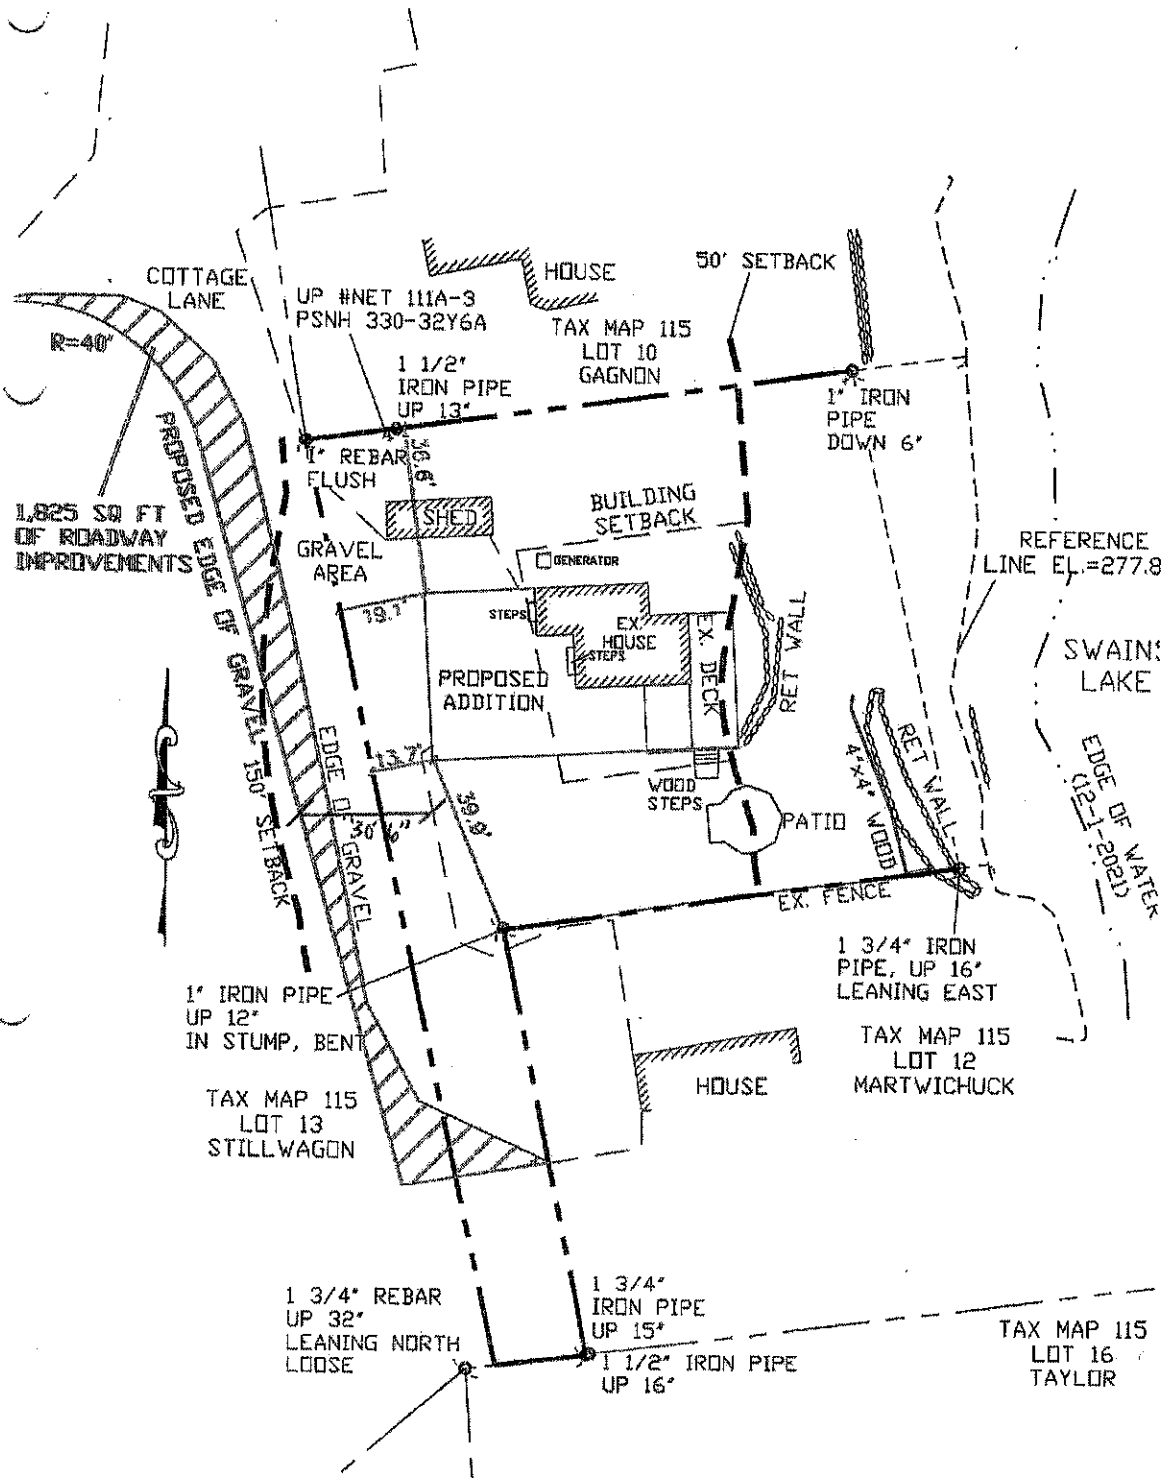 COTTAGE
LANE
UP #NET 111A-3
PSNH 330-32Y6A
HOUSE
50' SETBACK
R=40'
TAX MAP 115
LOT 10
GAGNON
1 1/2"
IRON PIPE
UP 13"
1" IRON
PIPE
DOWN 6"
1" REBAR
FLUSH
36.6'
1,825 SQ FT
OF ROADWAY
IMPROVEMENTS
PROPOSED EDGE OF GRAVEL
SHED
BUILDING
SETBACK
GRAVEL
AREA
GENERATOR
REFERENCE
LINE EL.=277.8
19.1'
STEPS
EX.
HOUSE
STEPS
EX. DECK
RET WALL
SWAINS
LAKE
PROPOSED
ADDITION
13.7'
39.9'
30' 6"
EDGE OF GRAVEL
150' SETBACK
WOOD
STEPS
PATIO
4"x4" WOOD
RET WALL
EDGE OF WATER
(12-1-2021)
EX. FENCE
1" IRON PIPE
UP 12"
IN STUMP, BENT
1 3/4" IRON
PIPE, UP 16"
LEANING EAST
TAX MAP 115
LOT 12
MARTWICHUCK
HOUSE
TAX MAP 115
LOT 13
STILLWAGON
1 3/4" REBAR
UP 32"
LEANING NORTH
LOOSE
1 3/4"
IRON PIPE
UP 15"
1 1/2" IRON PIPE
UP 16"
TAX MAP 115
LOT 16
TAYLOR